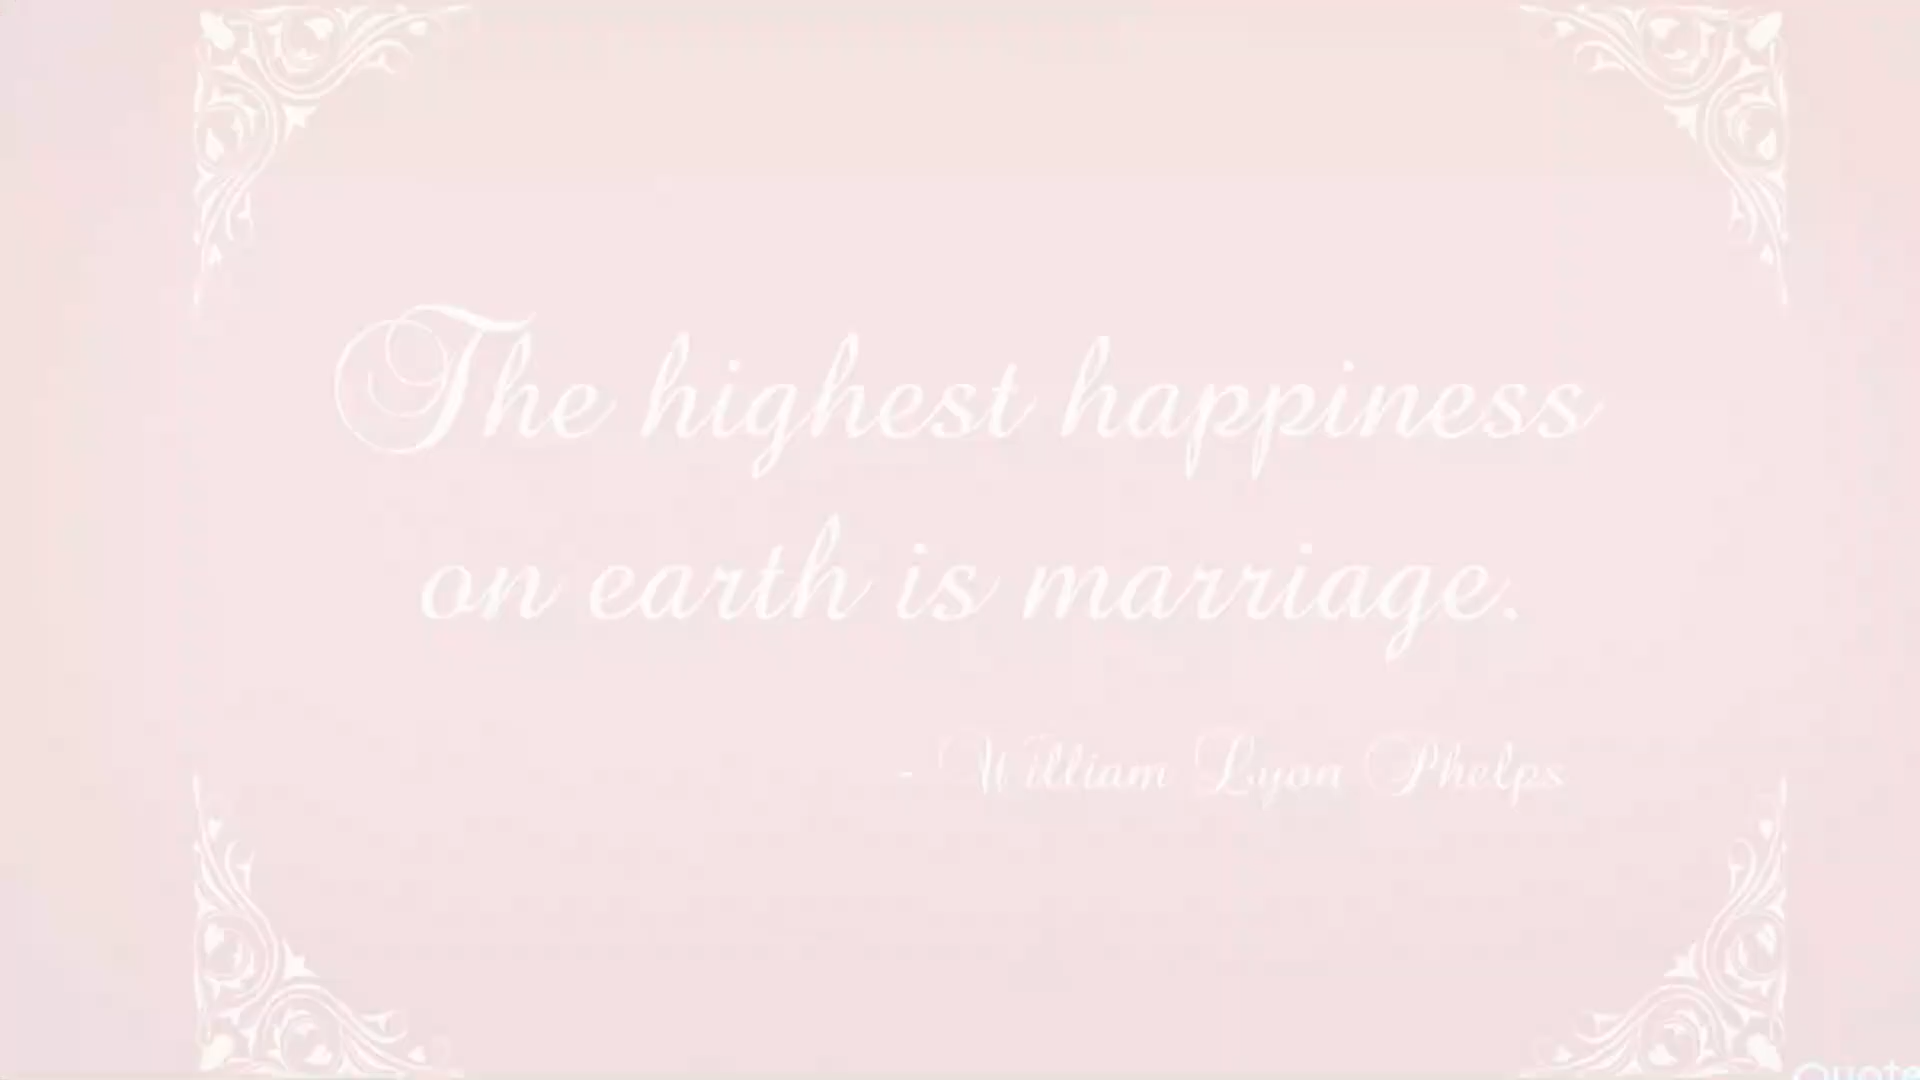 The highest happiness
on earth is marriage.
- William Lyon Phelps